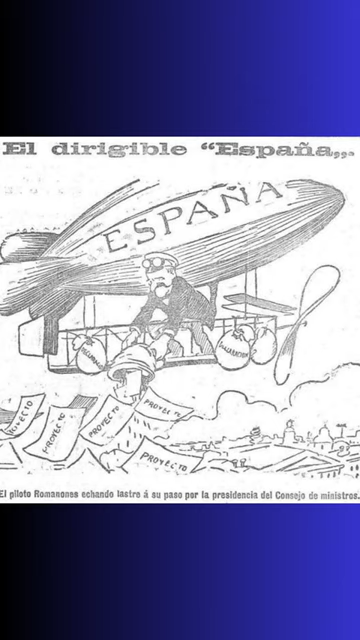 El dirigible “España„.
ESPAÑA
PROYECTO
PROYECTO
PROYECTO
PROYECTO
El piloto Romanones echando lastre á su paso por la presidencia del Consejo de ministros.